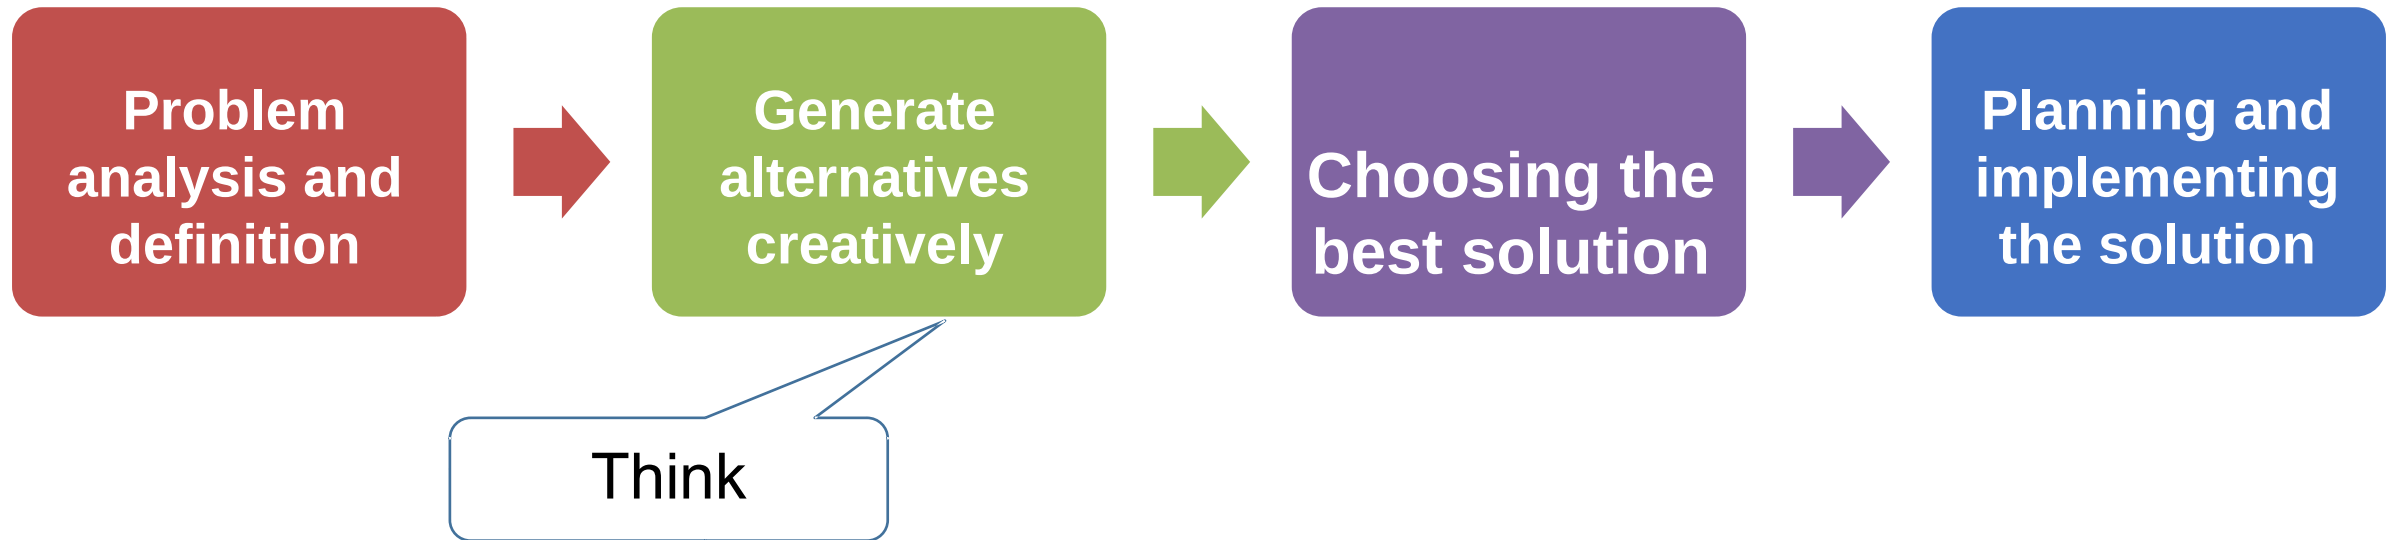 Problem
analysis and
definition
Generate
alternatives
creatively
Choosing the
best solution
Planning and
implementing
the solution
Think